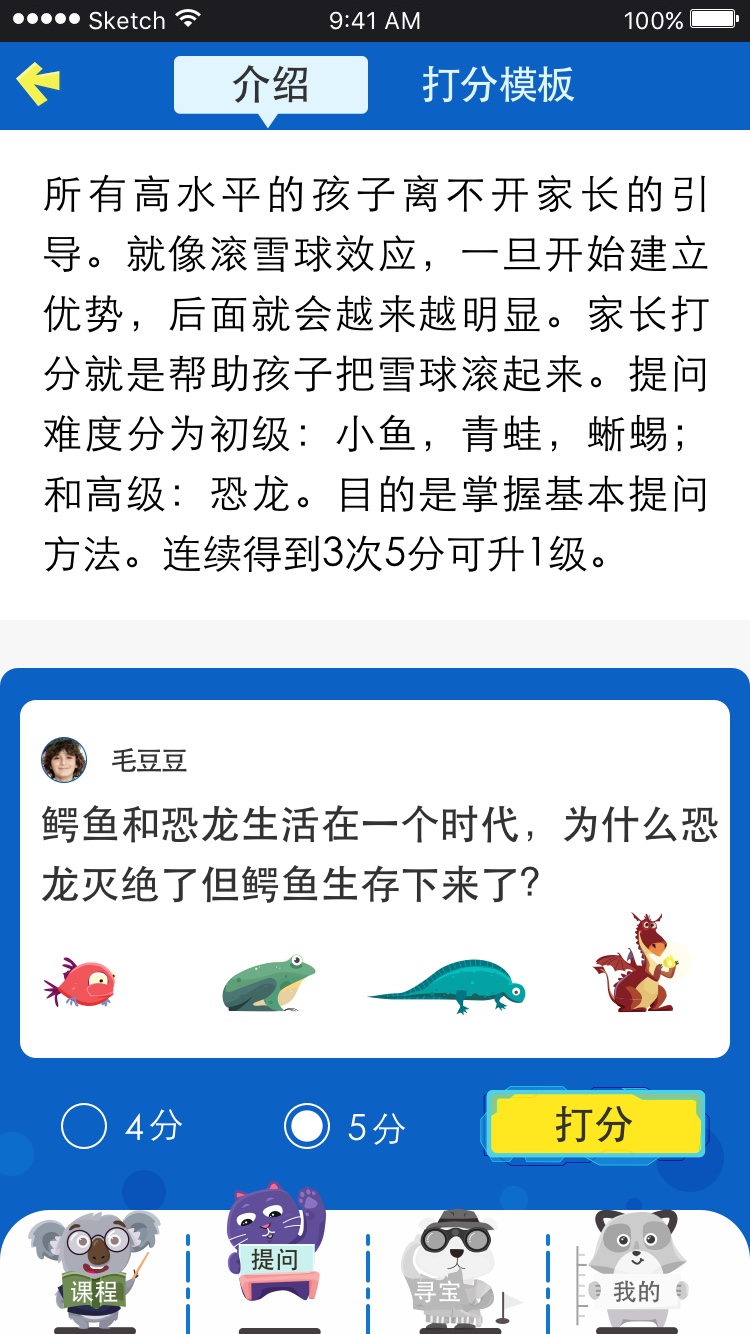 Sketch 9:41 AM 100%
介绍 打分模板
所有高水平的孩子离不开家长的引
导。就像滚雪球效应，一旦开始建立
优势，后面就会越来越明显。家长打
分就是帮助孩子把雪球滚起来。提问
难度分为初级：小鱼，青蛙，蜥蜴；
和高级：恐龙。目的是掌握基本提问
方法。连续得到3次5分可升1级。
毛豆豆
鳄鱼和恐龙生活在一个时代，为什么恐
龙灭绝了但鳄鱼生存下来了?
4分 5分 打分
课程 提问 寻宝 我的